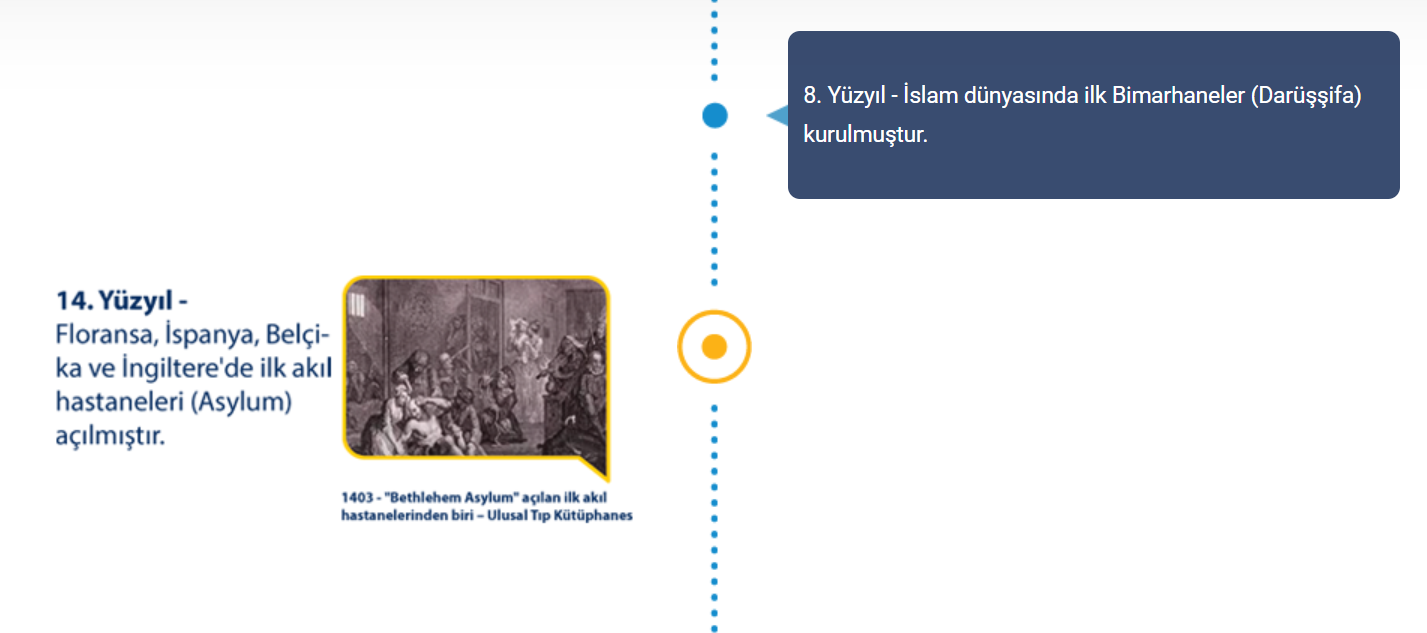 8. Yüzyıl - İslam dünyasında ilk Bimarhaneler (Darüşşifa)
kurulmuştur.
14. Yüzyıl -
Floransa, İspanya, Belçi-
ka ve İngiltere'de ilk akıl
hastaneleri (Asylum)
açılmıştır.
1403 - "Bethlehem Asylum" açılan ilk akıl
hastanelerinden biri – Ulusal Tıp Kütüphanes